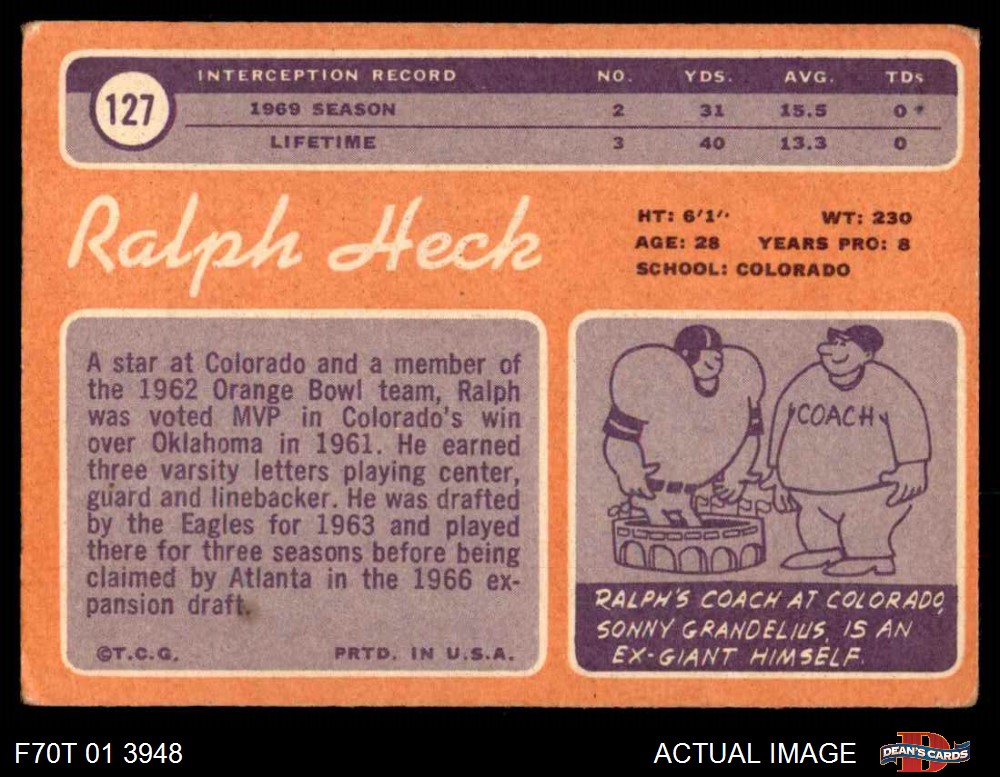 127
INTERCEPTION RECORD NO. YDS. AVG. TDs
1969 SEASON 2 31 15.5 0
LIFETIME 3 40 13.3 0
Ralph Heck
HT: 6'1" WT: 230
AGE: 28 YEARS PRO: 8
SCHOOL: COLORADO
A star at Colorado and a member of
the 1962 Orange Bowl team, Ralph
was voted MVP in Colorado's win
over Oklahoma in 1961. He earned
three varsity letters playing center,
guard and linebacker. He was drafted
by the Eagles for 1963 and played
there for three seasons before being
claimed by Atlanta in the 1966 ex-
pansion draft.
©T.C.G. PRTD. IN U.S.A.
COACH
RALPH'S COACH AT COLORADO,
SONNY GRANDELIUS, IS AN
EX-GIANT HIMSELF.
F70T 01 3948 ACTUAL IMAGE DEAN'S CARDS